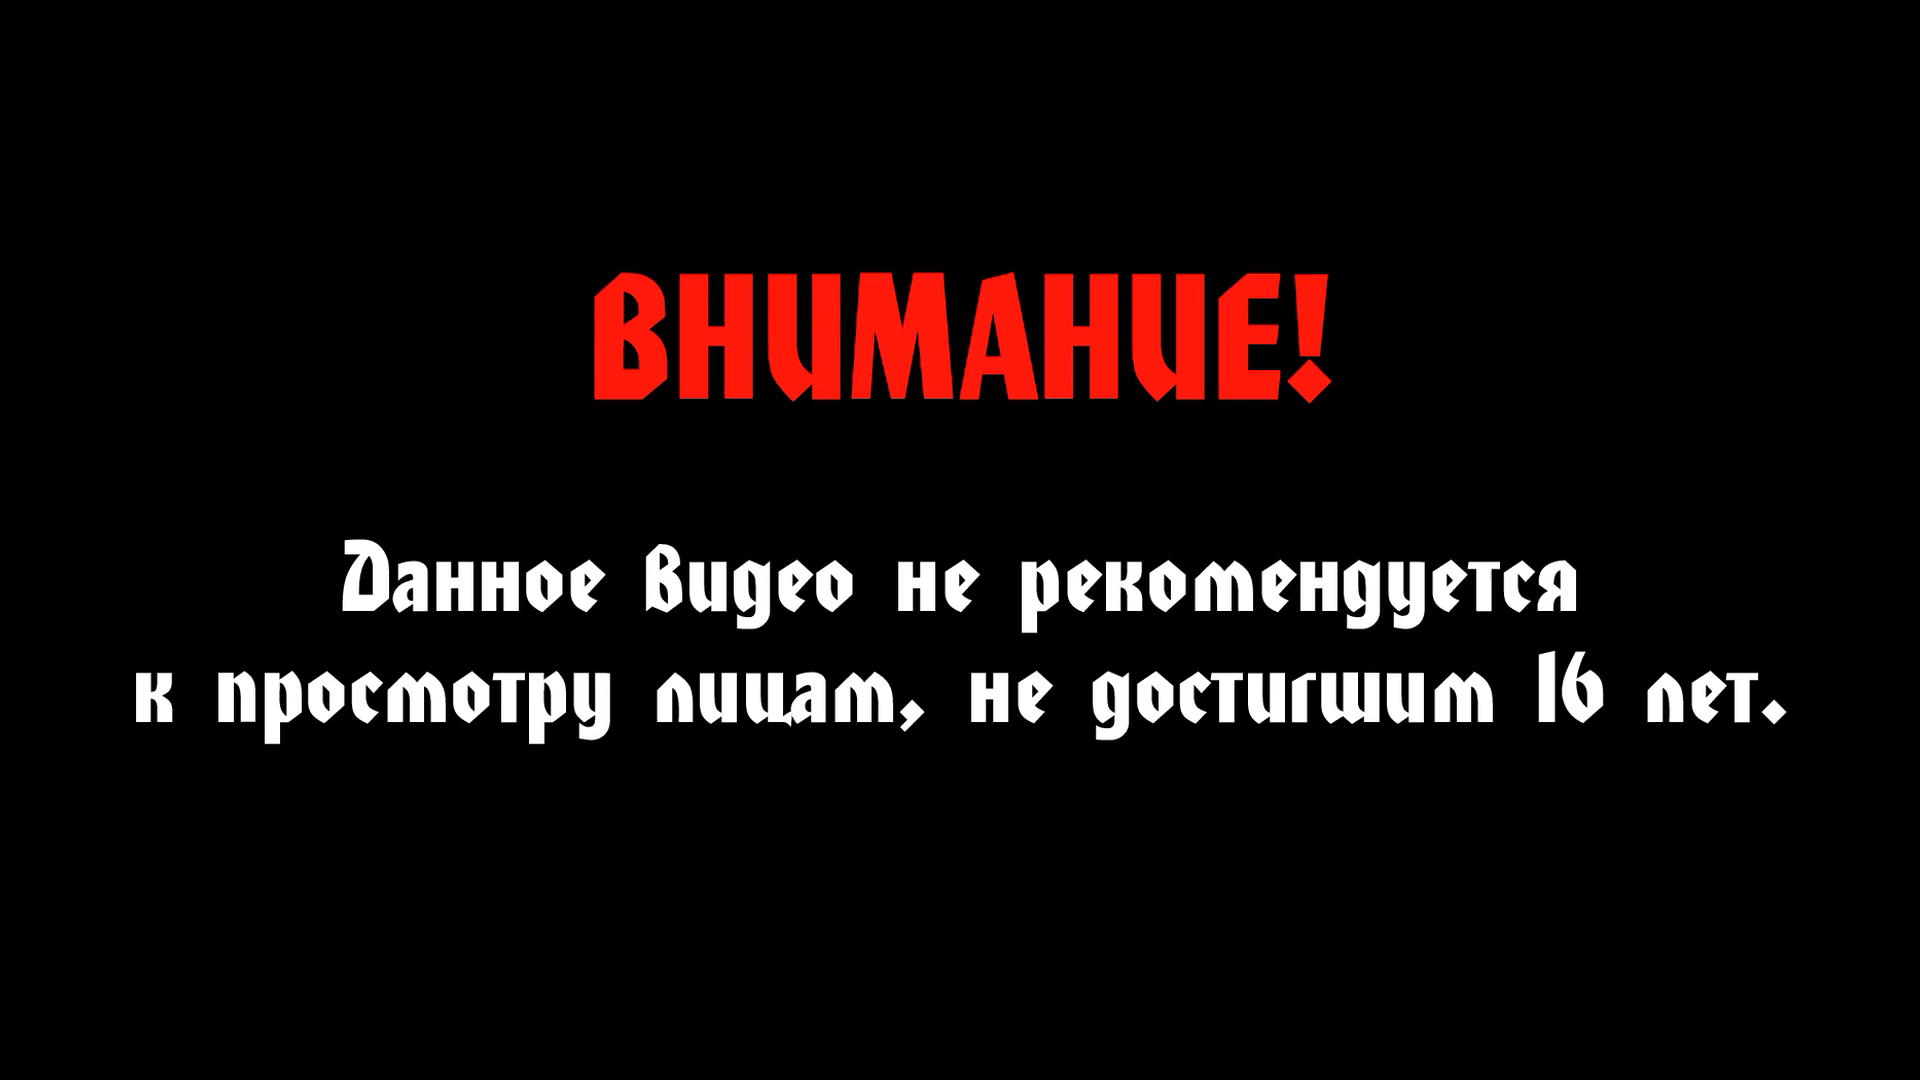 ВНИМАНИЕ!
Данное видео не рекомендуется
к просмотру лицам, не достигшим 16 лет.